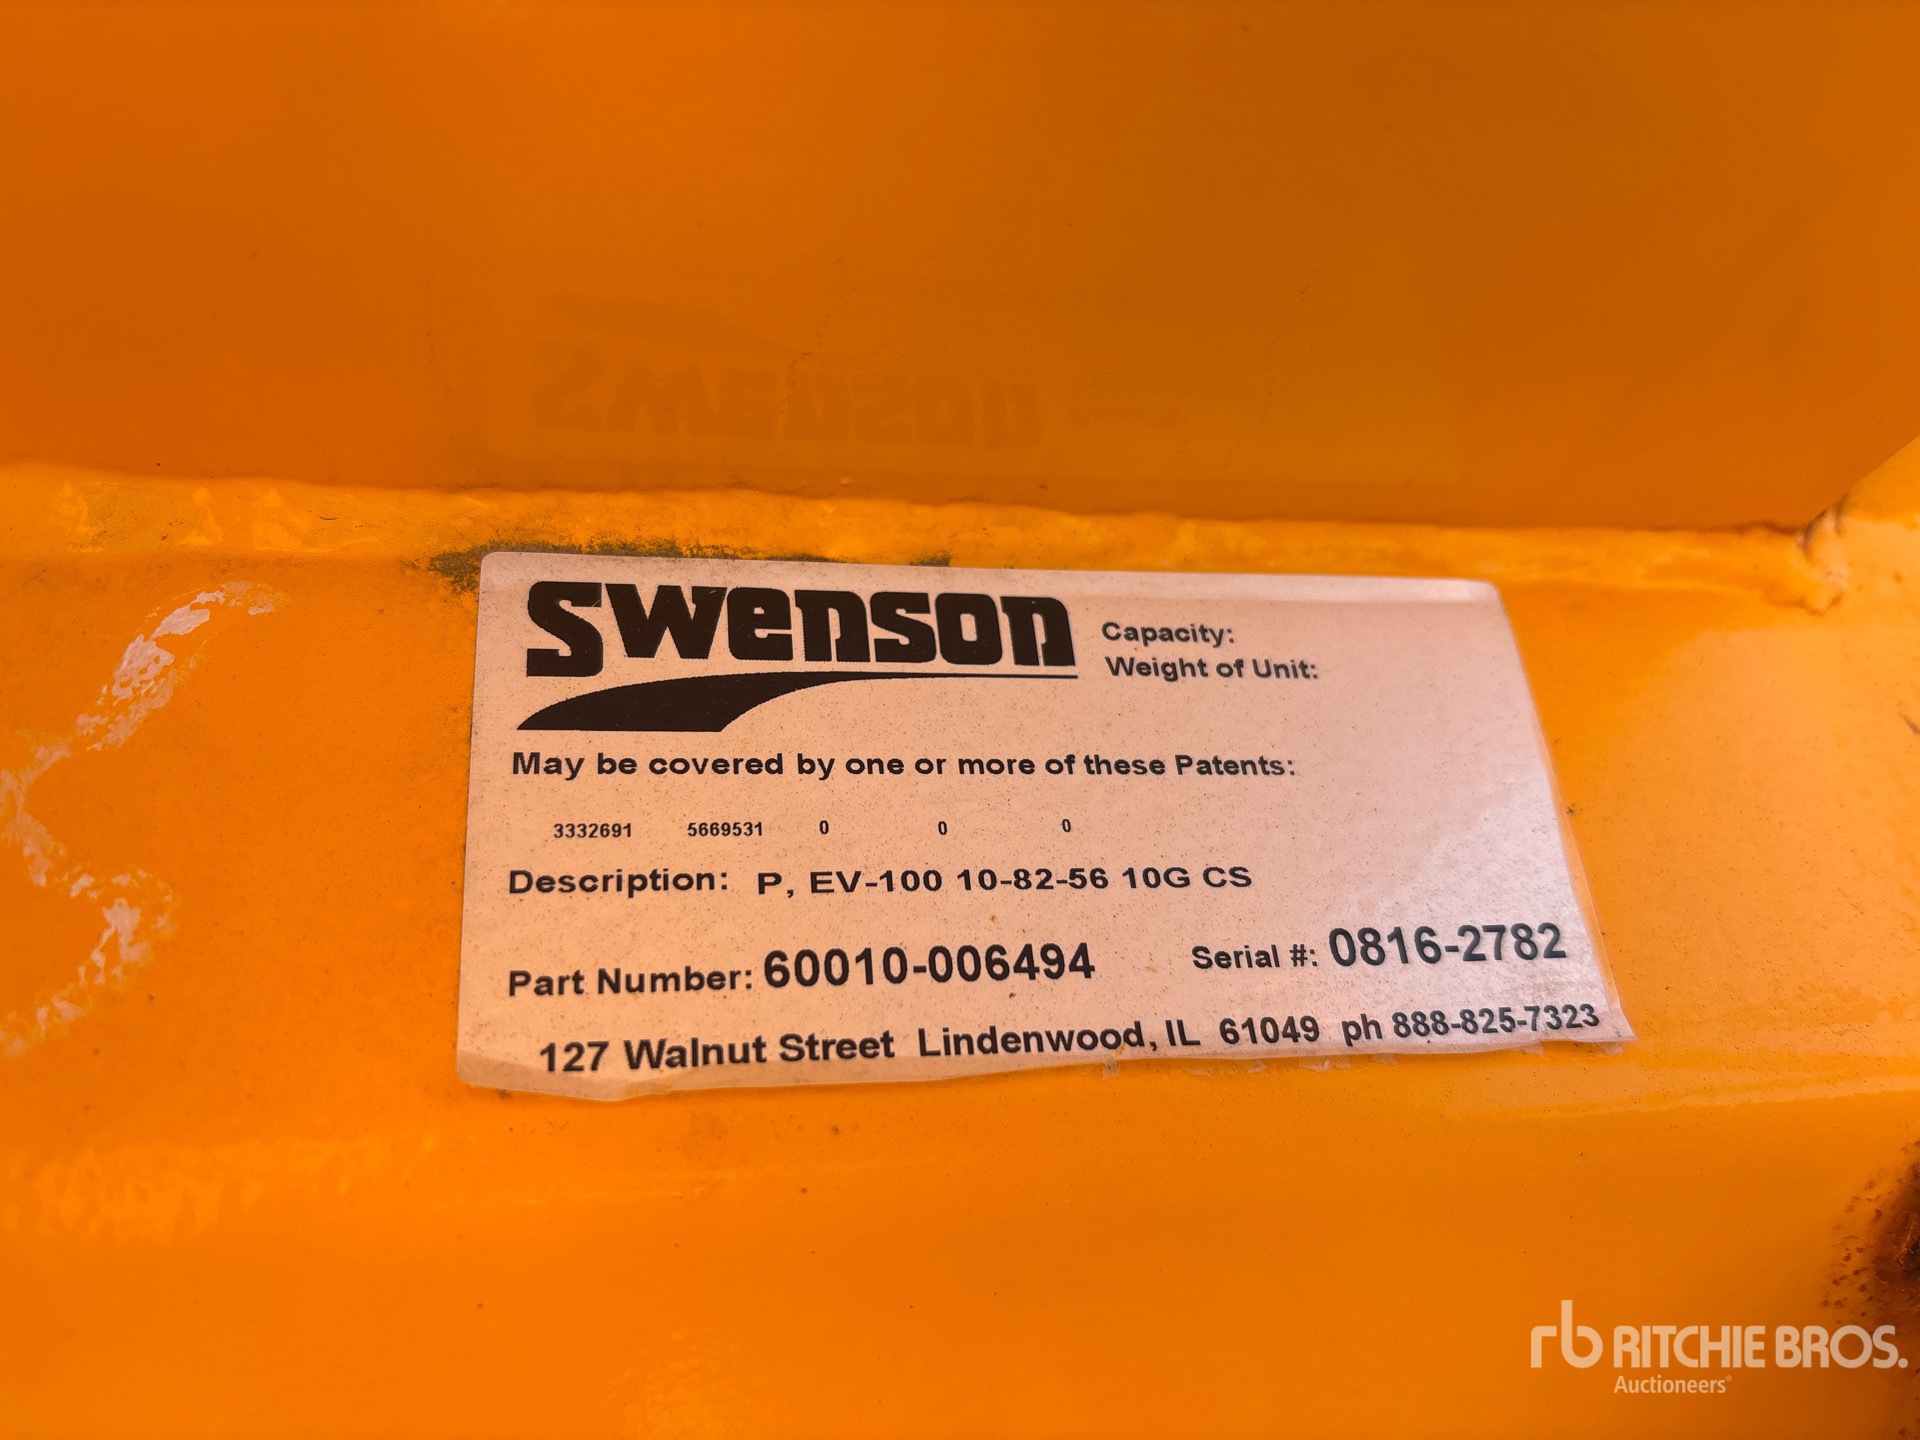 Swenson
Capacity:
Weight of Unit:
May be covered by one or more of these Patents:
3332691 5669531 0 0 0
Description: P, EV-100 10-82-56 10G CS
Part Number: 60010-006494 Serial #: 0816-2782
127 Walnut Street Lindenwood, IL 61049 ph 888-825-7323
rb RITCHIE BROS.
Auctioneers